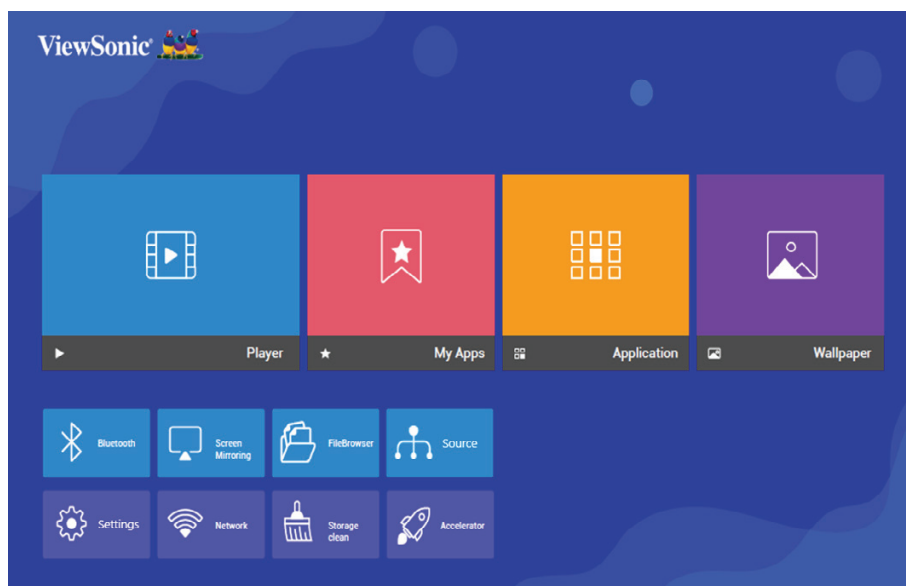 ViewSonic®
Player
My Apps
Application
Wallpaper
Bluetooth
Screen
Mirroring
FileBrowser
Source
Settings
Network
Storage
clean
Accelerator